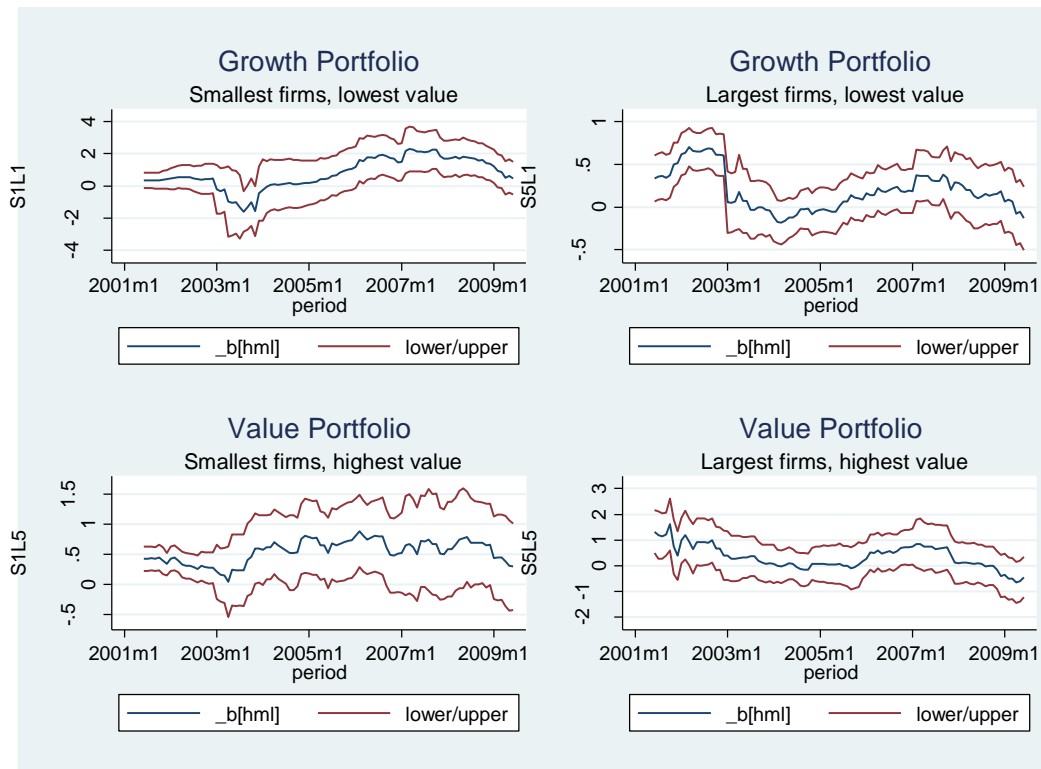 Growth Portfolio
Smallest firms, lowest value
S1L1
4
2
0
-2
-4
2001m1 2003m1 2005m1 2007m1 2009m1
period
_b[hml] lower/upper
Growth Portfolio
Largest firms, lowest value
S5L1
1
.5
0
-.5
2001m1 2003m1 2005m1 2007m1 2009m1
period
_b[hml] lower/upper
Value Portfolio
Smallest firms, highest value
S1L5
1.5
1
.5
0
-.5
2001m1 2003m1 2005m1 2007m1 2009m1
period
_b[hml] lower/upper
Value Portfolio
Largest firms, highest value
S5L5
3
2
1
0
-1
-2
2001m1 2003m1 2005m1 2007m1 2009m1
period
_b[hml] lower/upper